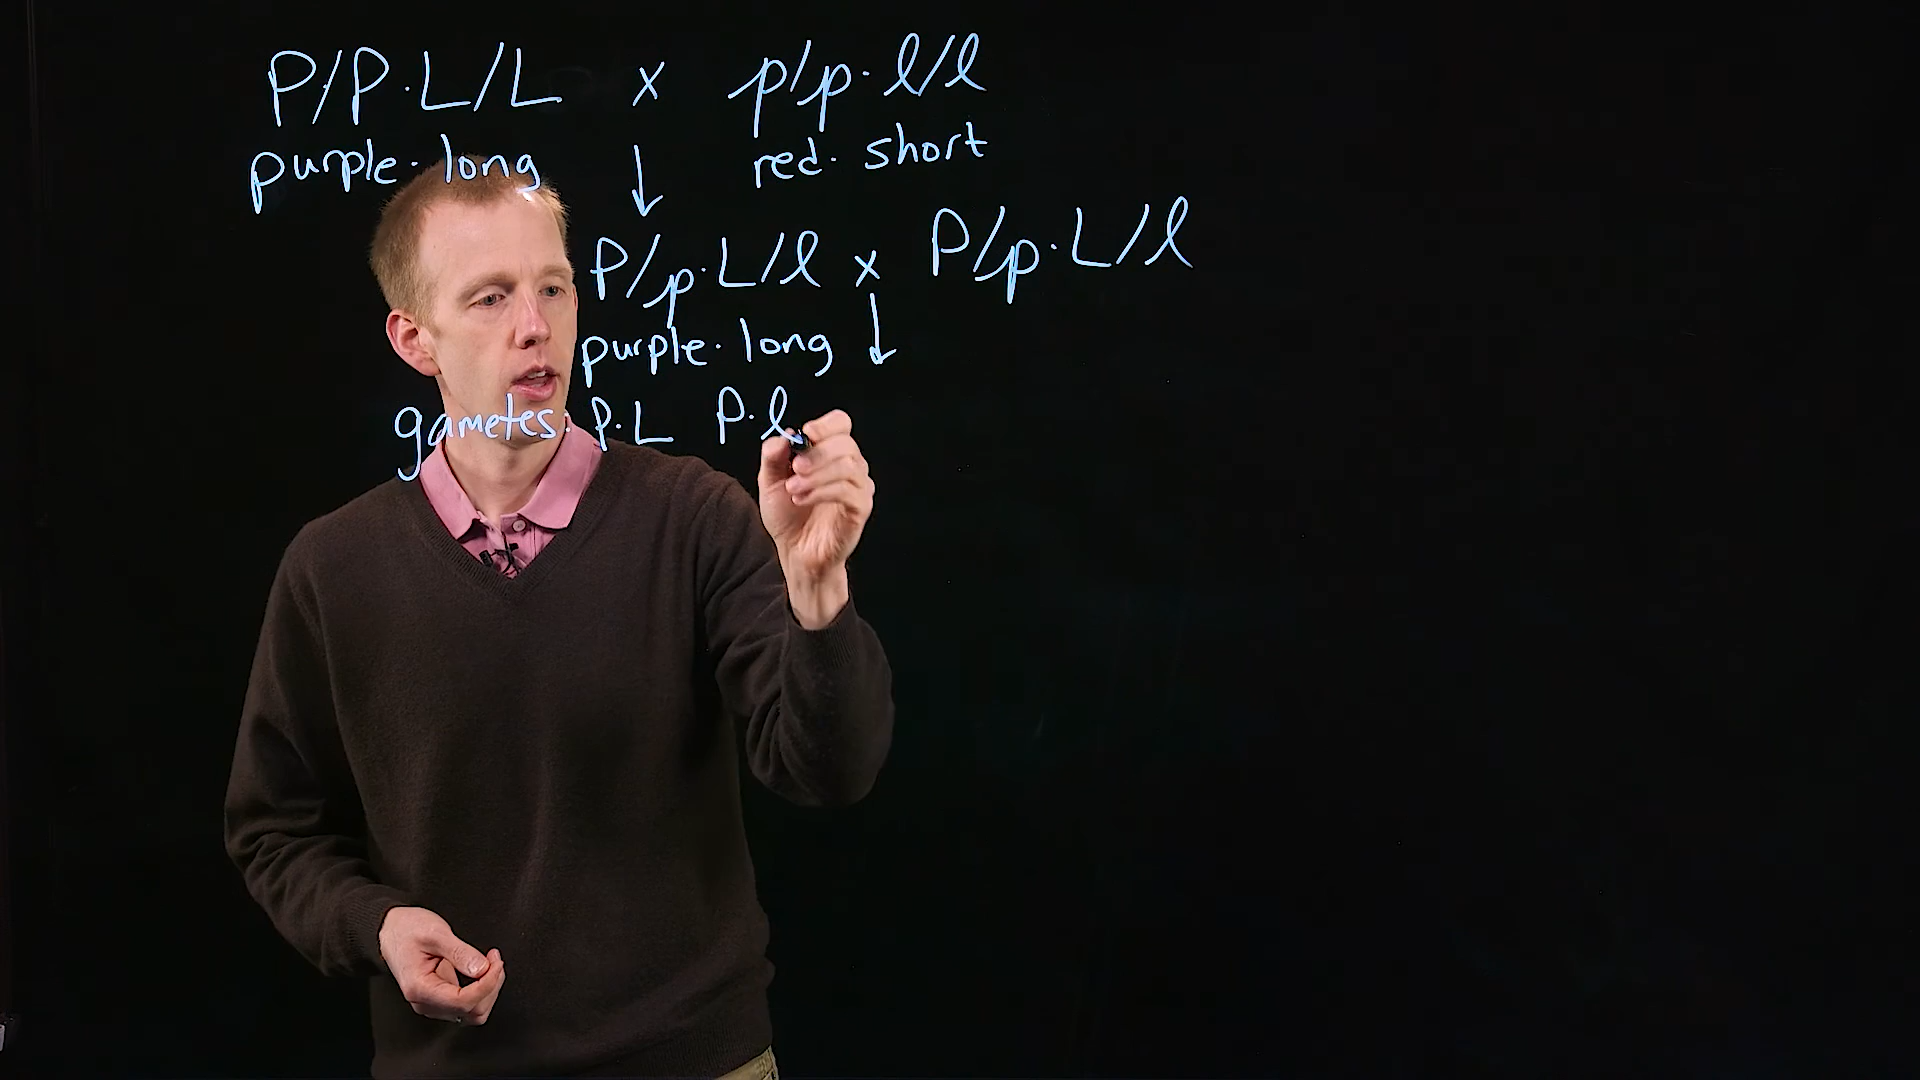 P/P·L/L x p/p·l/l
purple·long red·short
P/p·L/l x P/p·L/l
purple·long
gametes: P·L P·l